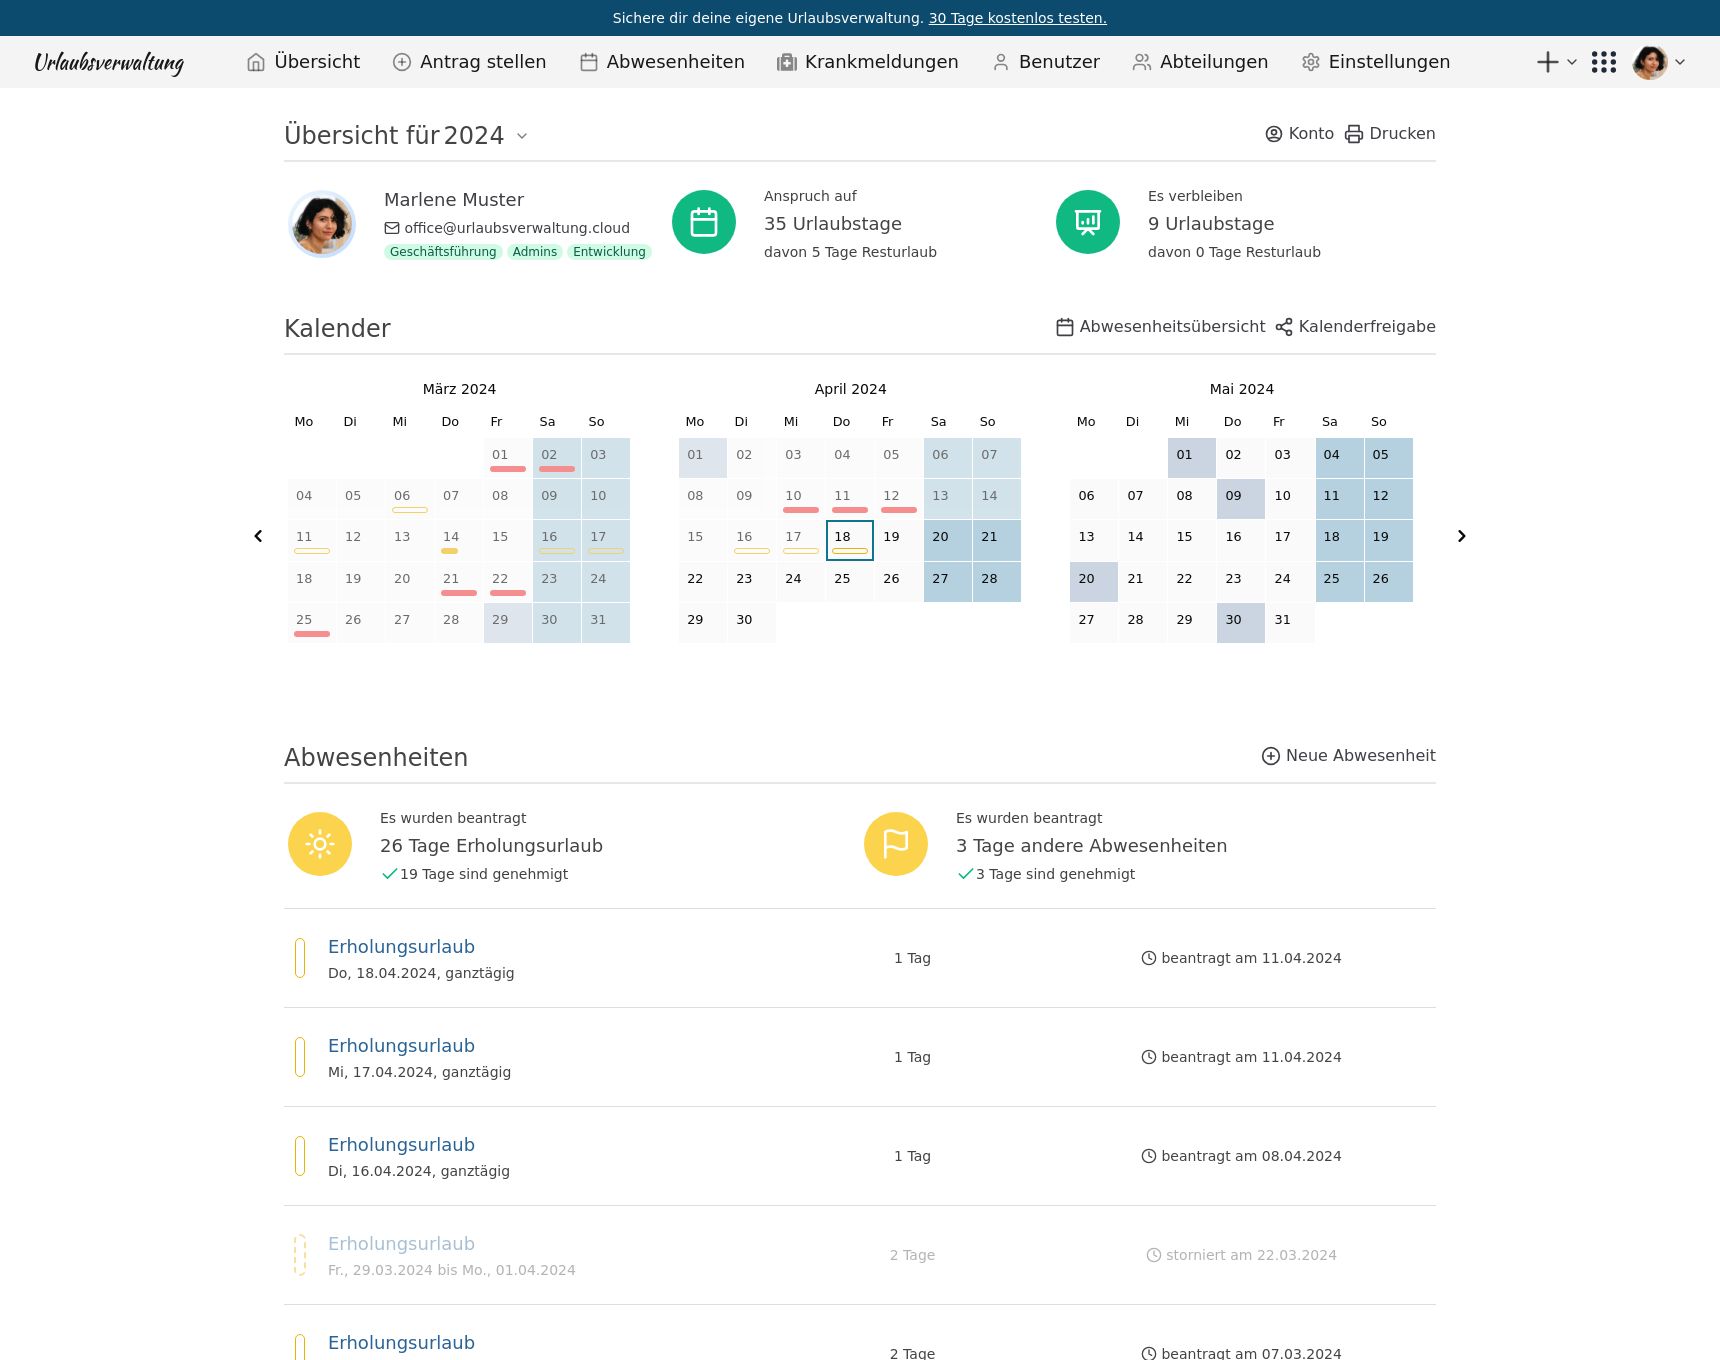 Sichere dir deine eigene Urlaubsverwaltung. 30 Tage kostenlos testen.
Urlaubsverwaltung Übersicht Antrag stellen Abwesenheiten Krankmeldungen Benutzer Abteilungen Einstellungen
Übersicht für 2024 Konto Drucken
Marlene Muster
office@urlaubsverwaltung.cloud
Geschäftsführung Admins Entwicklung
Anspruch auf
35 Urlaubstage
davon 5 Tage Resturlaub
Es verbleiben
9 Urlaubstage
davon 0 Tage Resturlaub
Kalender Abwesenheitsübersicht Kalenderfreigabe
März 2024
Mo Di Mi Do Fr Sa So
01 02 03
04 05 06 07 08 09 10
11 12 13 14 15 16 17
18 19 20 21 22 23 24
25 26 27 28 29 30 31
April 2024
Mo Di Mi Do Fr Sa So
01 02 03 04 05 06 07
08 09 10 11 12 13 14
15 16 17 18 19 20 21
22 23 24 25 26 27 28
29 30
Mai 2024
Mo Di Mi Do Fr Sa So
01 02 03 04 05
06 07 08 09 10 11 12
13 14 15 16 17 18 19
20 21 22 23 24 25 26
27 28 29 30 31
Abwesenheiten Neue Abwesenheit
Es wurden beantragt
26 Tage Erholungsurlaub
19 Tage sind genehmigt
Es wurden beantragt
3 Tage andere Abwesenheiten
3 Tage sind genehmigt
Erholungsurlaub
Do, 18.04.2024, ganztägig
1 Tag
beantragt am 11.04.2024
Erholungsurlaub
Mi, 17.04.2024, ganztägig
1 Tag
beantragt am 11.04.2024
Erholungsurlaub
Di, 16.04.2024, ganztägig
1 Tag
beantragt am 08.04.2024
Erholungsurlaub
Fr., 29.03.2024 bis Mo., 01.04.2024
2 Tage
storniert am 22.03.2024
Erholungsurlaub
2 Tage
beantragt am 07.03.2024